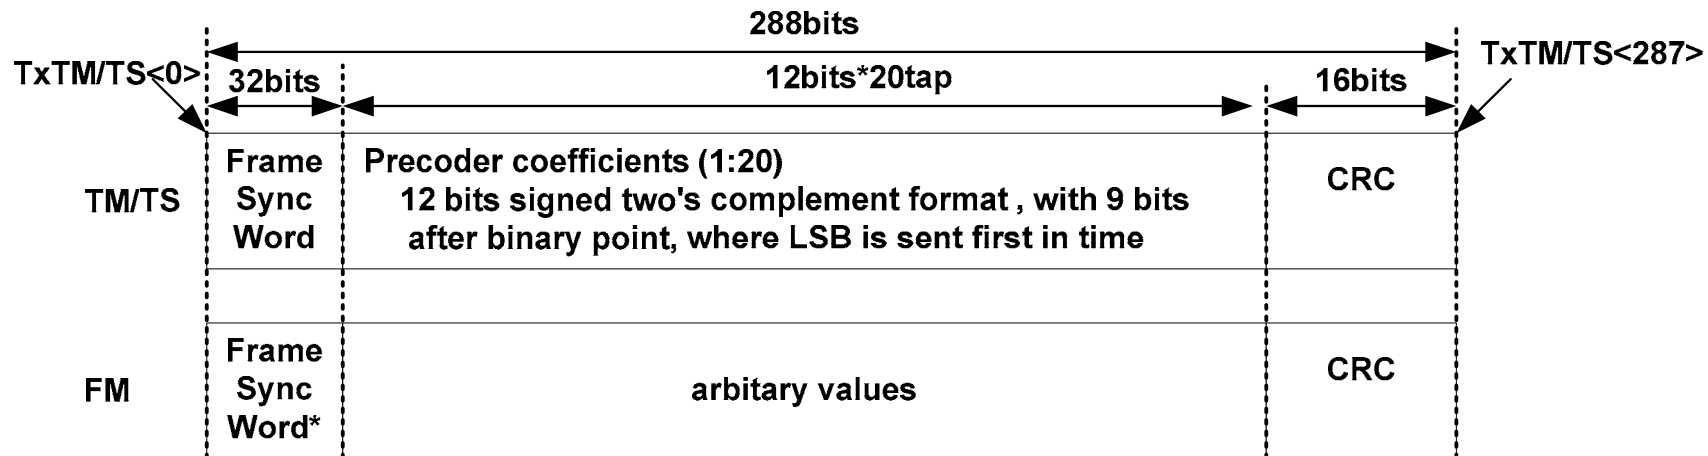 288bits
TxTM/TS<0>
TxTM/TS<287>
32bits
12bits*20tap
16bits
TM/TS
Frame
Sync
Word
Precoder coefficients (1:20)
12 bits signed two's complement format , with 9 bits
after binary point, where LSB is sent first in time
CRC
FM
Frame
Sync
Word*
arbitary values
CRC